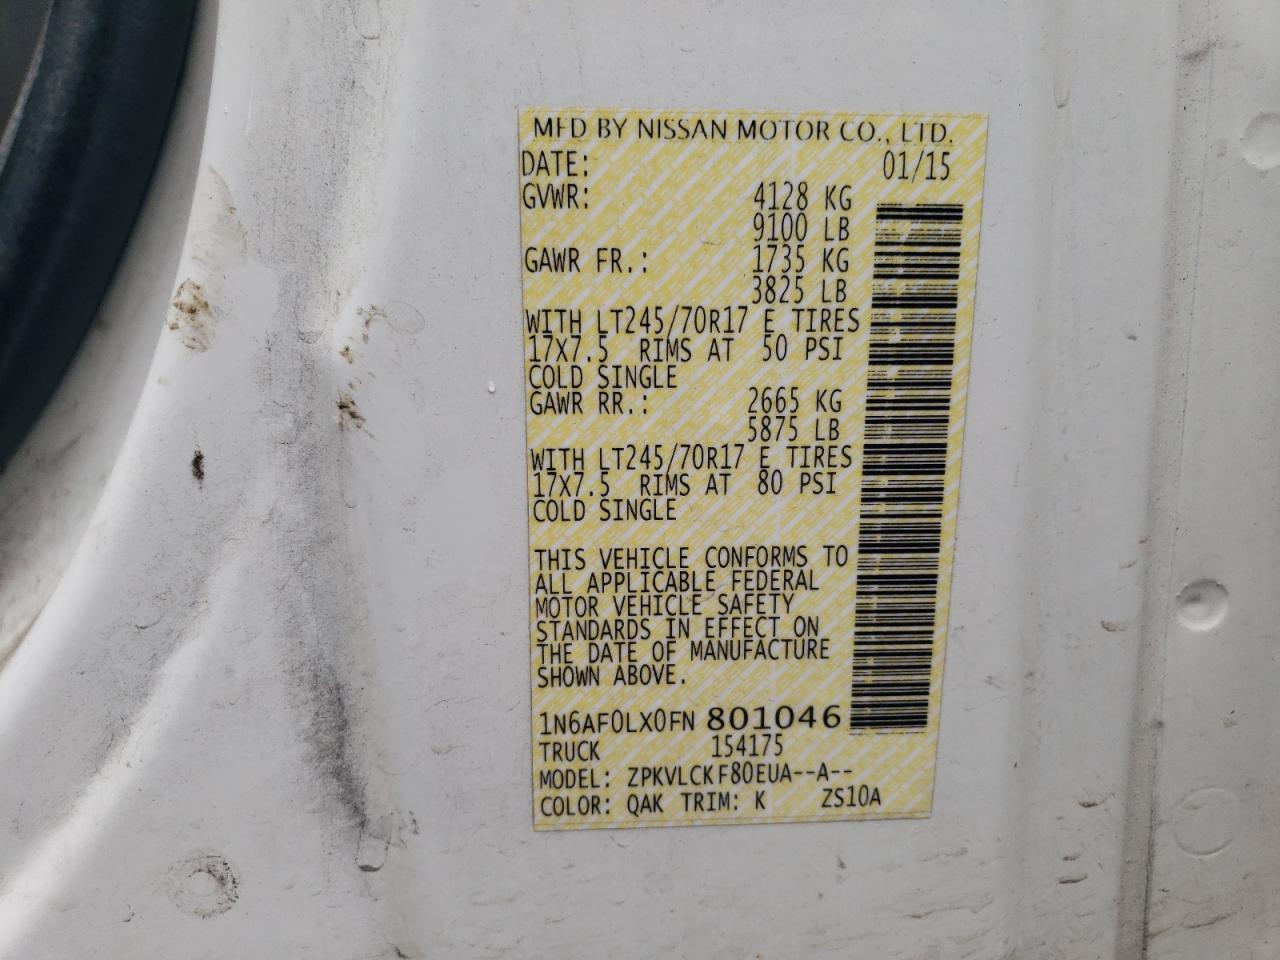 MFD BY NISSAN MOTOR CO., LTD.
DATE: 01/15
GVWR: 4128 KG
9100 LB
GAWR FR.: 1735 KG
3825 LB
WITH LT245/70R17 E TIRES
17X7.5 RIMS AT 50 PSI
COLD SINGLE
GAWR RR.: 2665 KG
5875 LB
WITH LT245/70R17 E TIRES
17X7.5 RIMS AT 80 PSI
COLD SINGLE
THIS VEHICLE CONFORMS TO
ALL APPLICABLE FEDERAL
MOTOR VEHICLE SAFETY
STANDARDS IN EFFECT ON
THE DATE OF MANUFACTURE
SHOWN ABOVE.
1N6AF0LX0FN 801046
TRUCK 154175
MODEL: ZPKVLCKF80EUA--A--
COLOR: QAK TRIM: K ZS10A